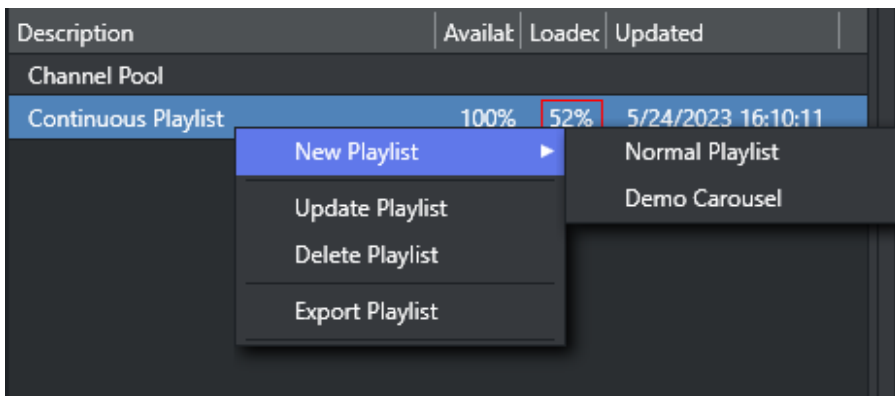 Description Availab Loadec Updated
Channel Pool
Continuous Playlist 100% 52% 5/24/2023 16:10:11
New Playlist Normal Playlist
Demo Carousel
Update Playlist
Delete Playlist
Export Playlist